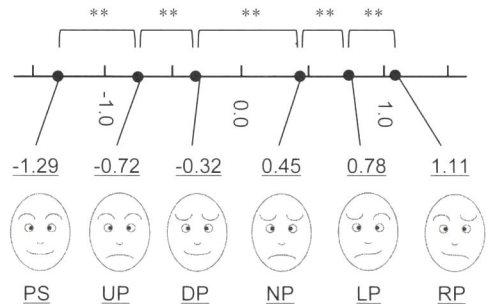 ** ** ** ** **
-1.0 0.0 1.0
-1.29 -0.72 -0.32 0.45 0.78 1.11
PS UP DP NP LP RP